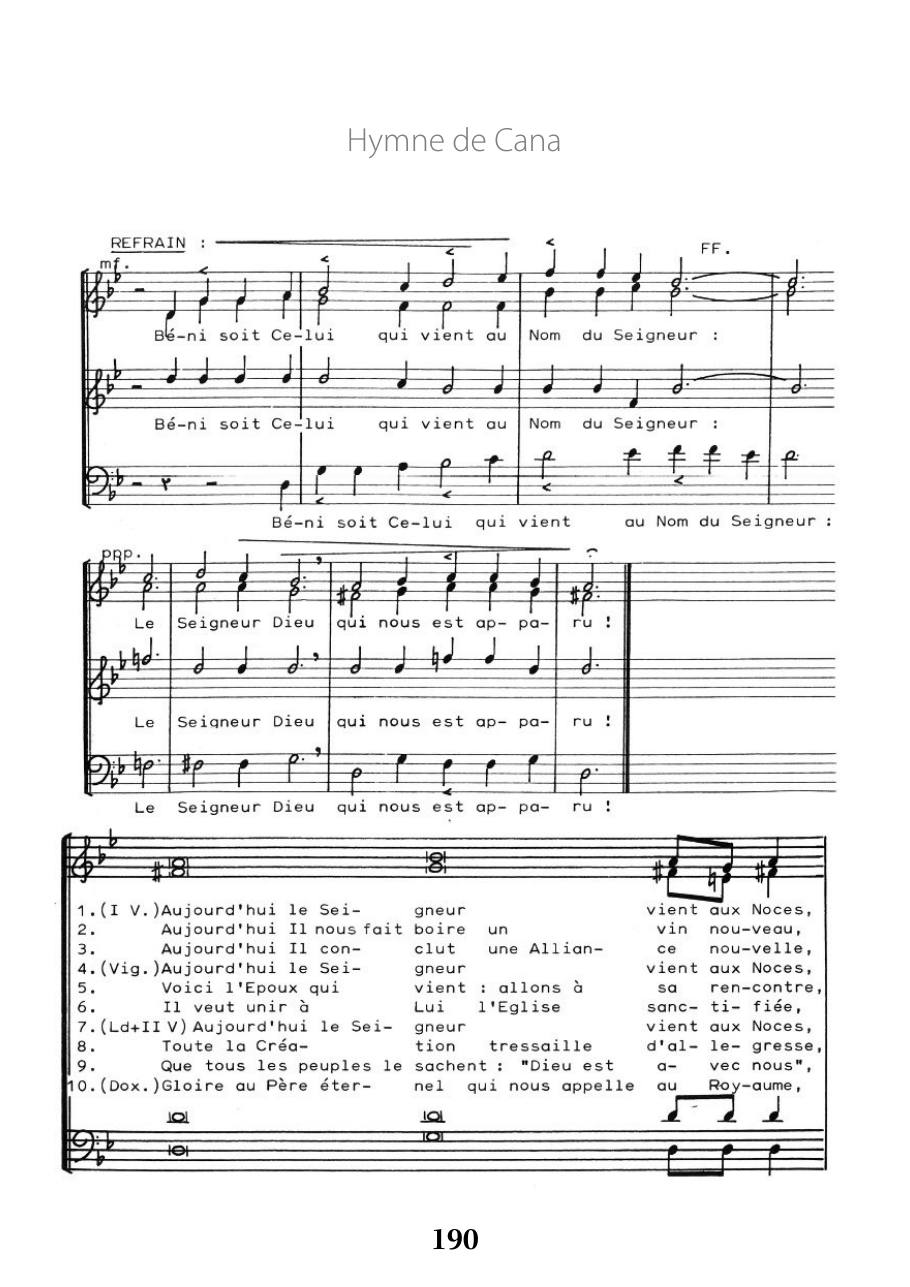 Hymne de Cana
REFRAIN :
FF.
mf.
Bé-ni soit Ce-lui qui vient au Nom du Seigneur :
Bé-ni soit Ce-lui qui vient au Nom du Seigneur :
Bé-ni soit Ce-lui qui vient au Nom du Seigneur :
prp.
Le Seigneur Dieu qui nous est ap- pa- ru !
Le Seigneur Dieu qui nous est ap- pa- ru !
Le Seigneur Dieu qui nous est ap- pa- ru !
1.(I V.)Aujourd'hui le Sei- gneur vient aux Noces,
2. Aujourd'hui Il nous fait boire un vin nou-veau,
3. Aujourd'hui Il con- clut une Allian- ce nou-velle,
4.(Vig.)Aujourd'hui le Sei- gneur vient aux Noces,
5. Voici l'Epoux qui vient : allons à sa ren-contre,
6. Il veut unir à Lui l'Eglise sanc- ti- fiée,
7.(Ld+II V) Aujourd'hui le Sei- gneur vient aux Noces,
8. Toute la Créa- tion tressaille d'al- le- gresse,
9. Que tous les peuples le sachent : "Dieu est a- vec nous",
10.(Dox.)Gloire au Père éter- nel qui nous appelle au Roy-aume,
190